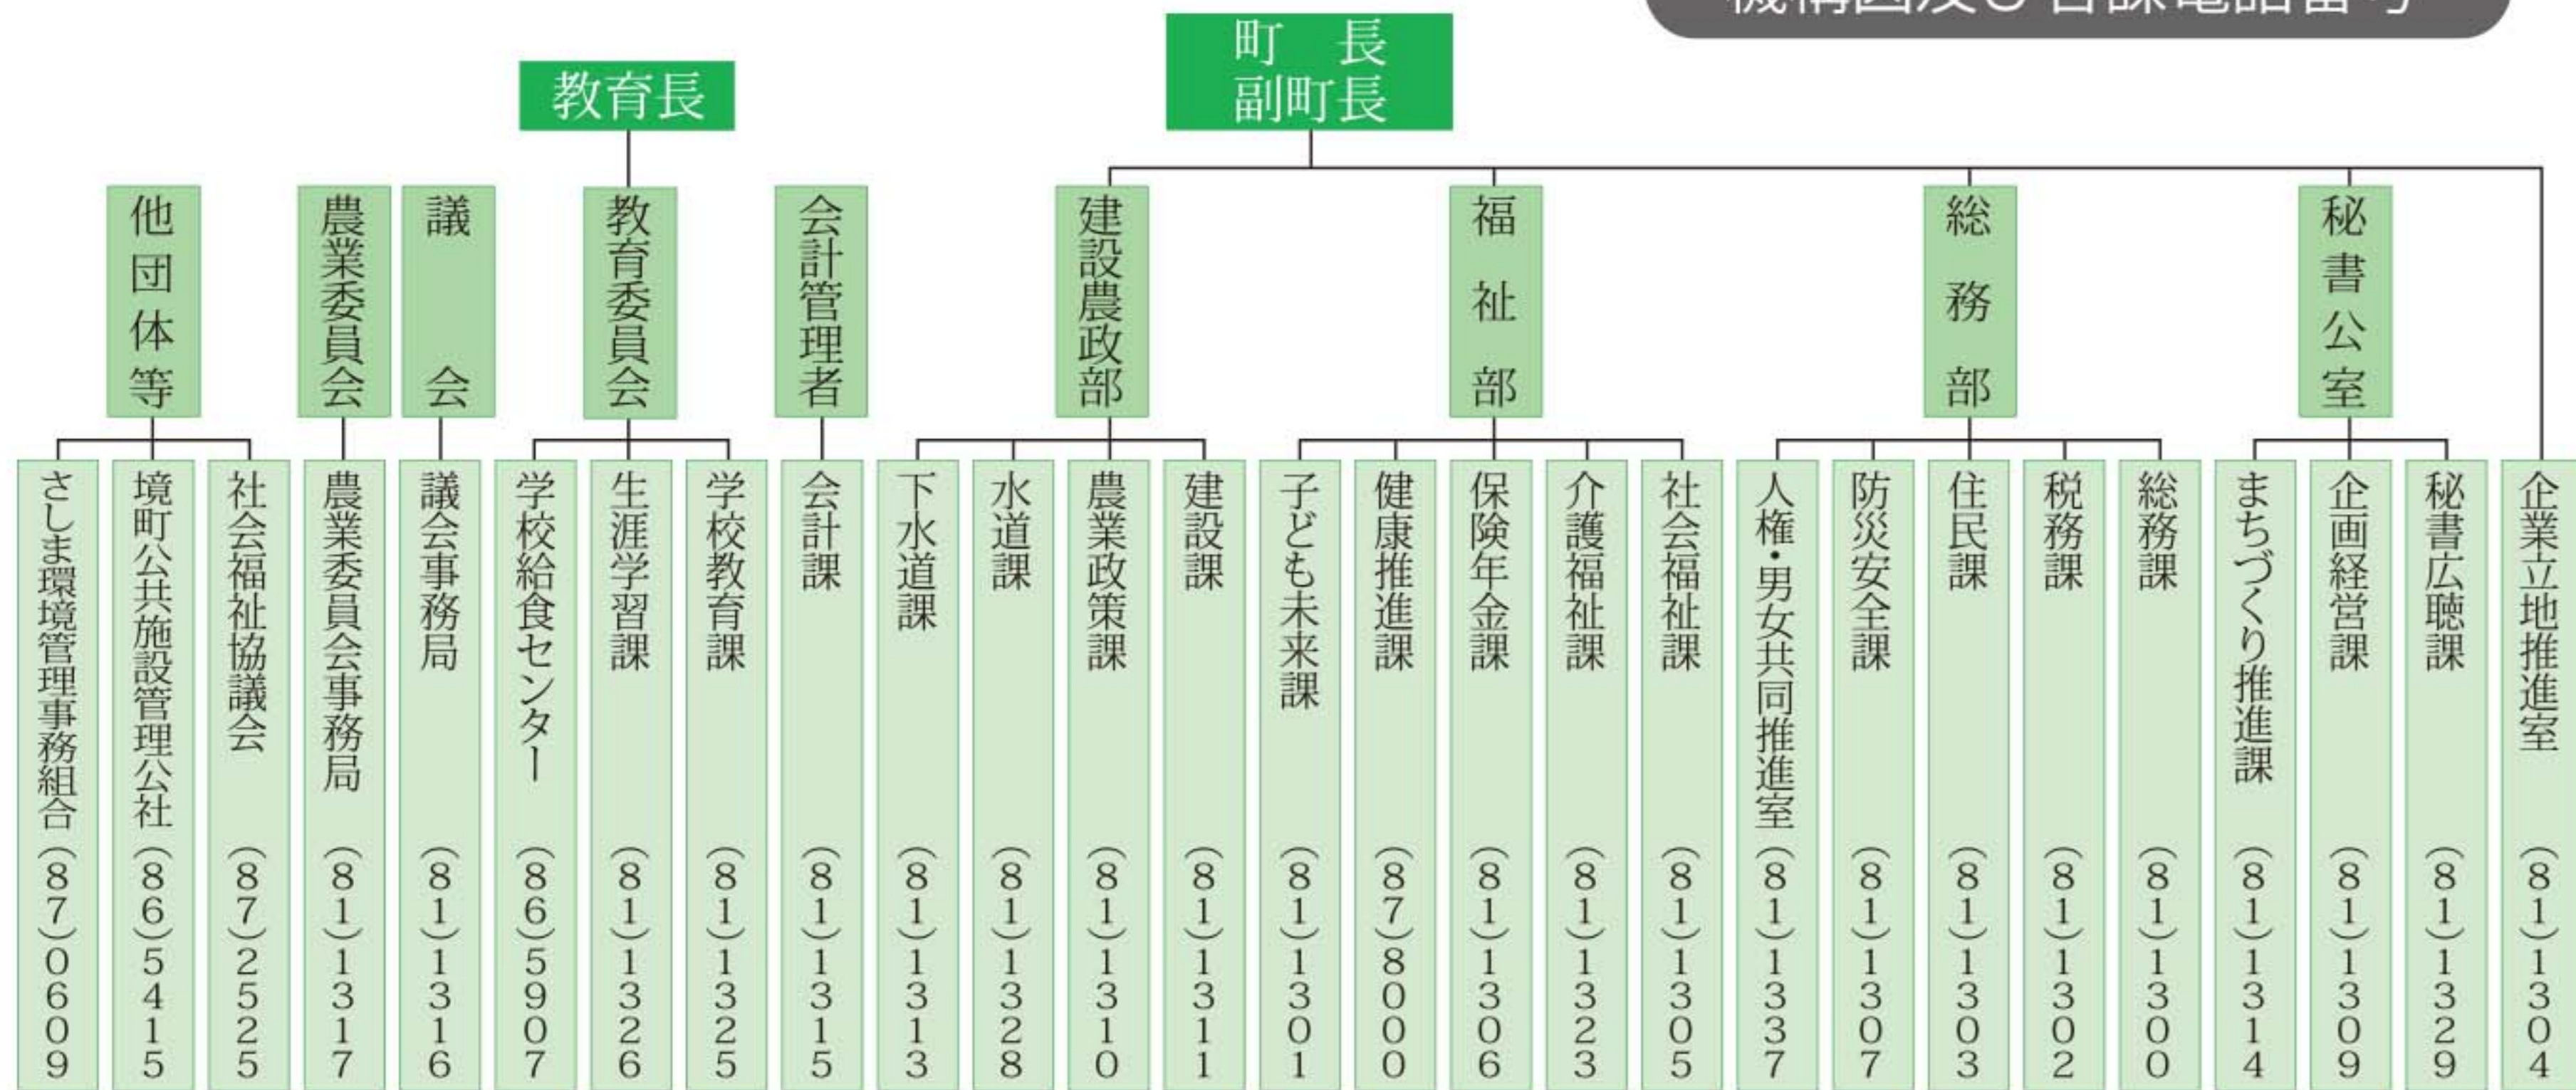 機構図及び各課電話番号
町　長
副町長
教育長
企業立地推進室（81）1304
秘書公室
秘書広聴課（81）1329
企画経営課（81）1309
まちづくり推進課（81）1314
総務部
総務課（81）1300
税務課（81）1302
住民課（81）1303
防災安全課（81）1307
人権・男女共同推進室（81）1337
福祉部
社会福祉課（81）1305
介護福祉課（81）1323
保険年金課（81）1306
健康推進課（87）8000
子ども未来課（81）1301
建設農政部
建設課（81）1311
農業政策課（81）1310
水道課（81）1328
下水道課（81）1313
会計管理者
会計課（81）1315
教育委員会
学校教育課（81）1325
生涯学習課（81）1326
学校給食センター（86）5907
議会
議会事務局（81）1316
農業委員会
農業委員会事務局（81）1317
他団体等
社会福祉協議会（87）2525
境町公共施設管理公社（86）5415
さしま環境管理事務組合（87）0609